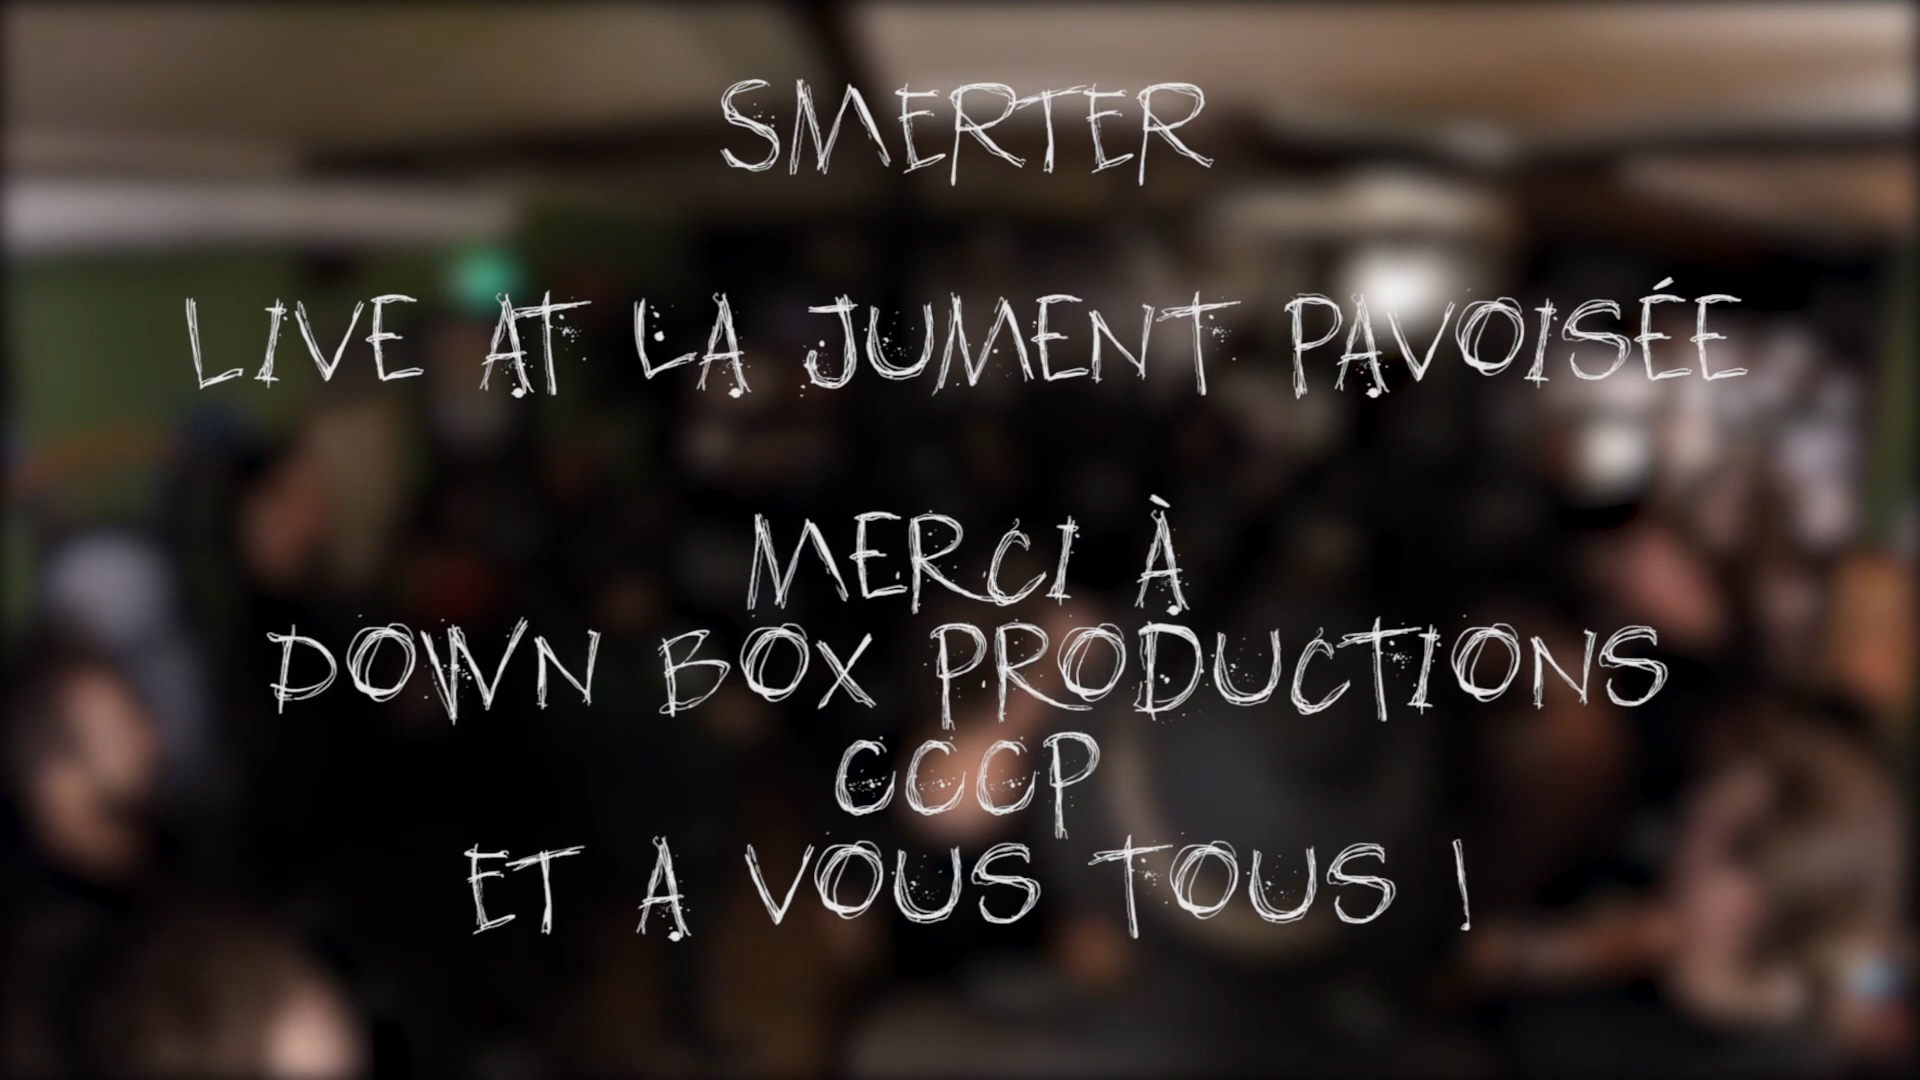 SMERTER
LIVE AT LA JUMENT PAVOISÉE
MERCI À
DOWN BOX PRODUCTIONS
CCCP
ET A VOUS TOUS !